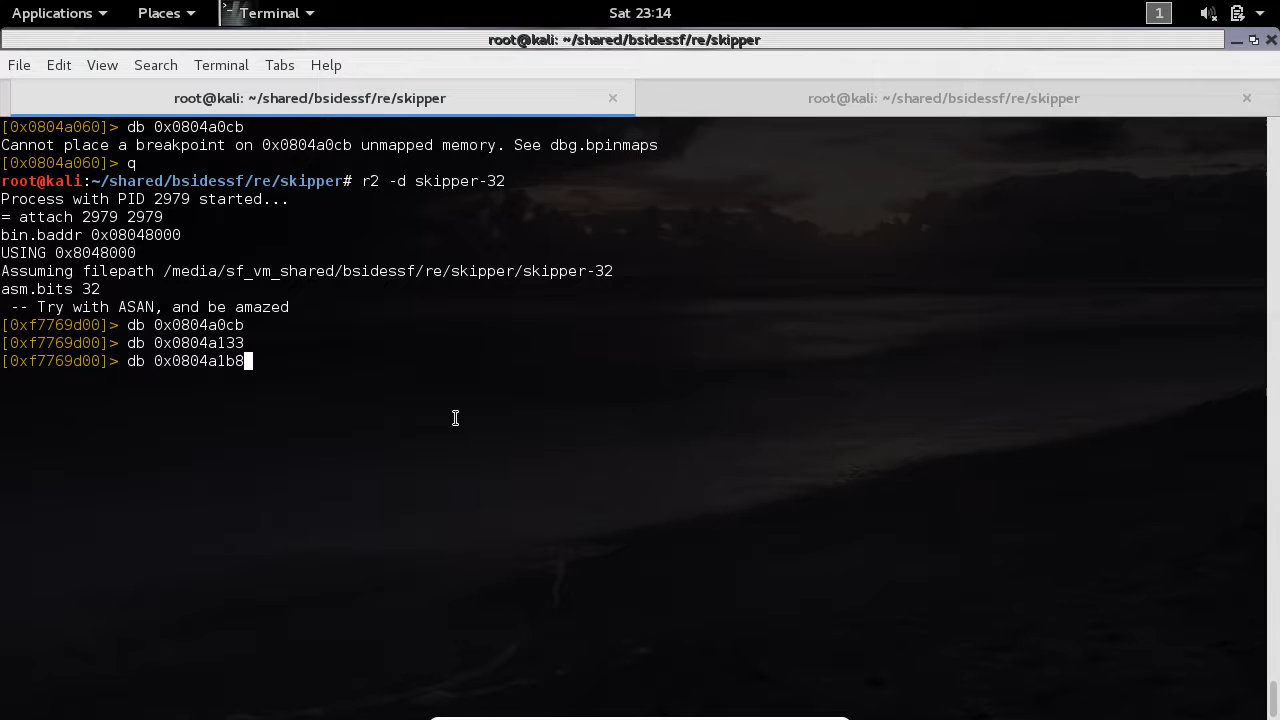 Applications Places Terminal Sat 23:14 1
root@kali: ~/shared/bsidessf/re/skipper
File Edit View Search Terminal Tabs Help
root@kali: ~/shared/bsidessf/re/skipper × root@kali: ~/shared/bsidessf/re/skipper ×
[0x0804a060]> db 0x0804a0cb
Cannot place a breakpoint on 0x0804a0cb unmapped memory. See dbg.bpinmaps
[0x0804a060]> q
root@kali:~/shared/bsidessf/re/skipper# r2 -d skipper-32
Process with PID 2979 started...
= attach 2979 2979
bin.baddr 0x08048000
USING 0x8048000
Assuming filepath /media/sf_vm_shared/bsidessf/re/skipper/skipper-32
asm.bits 32
-- Try with ASAN, and be amazed
[0xf7769d00]> db 0x0804a0cb
[0xf7769d00]> db 0x0804a133
[0xf7769d00]> db 0x0804a1b8